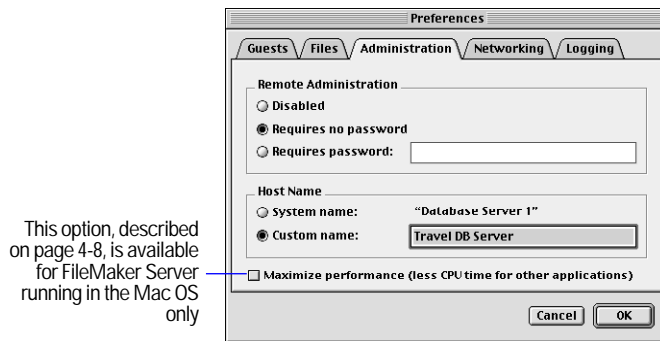 Preferences
Guests Files Administration Networking Logging
Remote Administration
Disabled
Requires no password
Requires password:
Host Name
System name: “Database Server 1”
Custom name: Travel DB Server
Maximize performance (less CPU time for other applications)
Cancel OK
This option, described
on page 4-8, is available
for FileMaker Server
running in the Mac OS
only